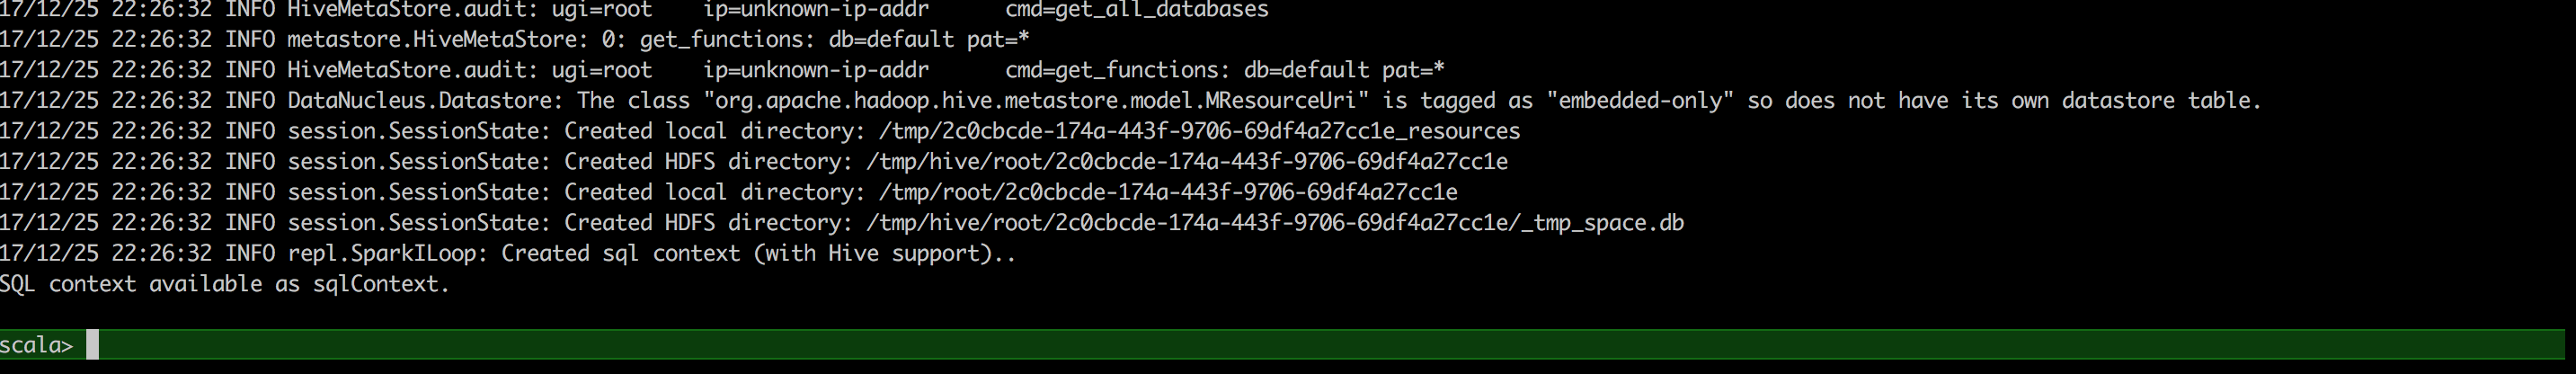 17/12/25 22:26:32 INFO HiveMetaStore.audit: ugi=root    ip=unknown-ip-addr      cmd=get_all_databases
17/12/25 22:26:32 INFO metastore.HiveMetaStore: 0: get_functions: db=default pat=*
17/12/25 22:26:32 INFO HiveMetaStore.audit: ugi=root    ip=unknown-ip-addr      cmd=get_functions: db=default pat=*
17/12/25 22:26:32 INFO DataNucleus.Datastore: The class "org.apache.hadoop.hive.metastore.model.MResourceUri" is tagged as "embedded-only" so does not have its own datastore table.
17/12/25 22:26:32 INFO session.SessionState: Created local directory: /tmp/2c0cbcde-174a-443f-9706-69df4a27cc1e_resources
17/12/25 22:26:32 INFO session.SessionState: Created HDFS directory: /tmp/hive/root/2c0cbcde-174a-443f-9706-69df4a27cc1e
17/12/25 22:26:32 INFO session.SessionState: Created local directory: /tmp/root/2c0cbcde-174a-443f-9706-69df4a27cc1e
17/12/25 22:26:32 INFO session.SessionState: Created HDFS directory: /tmp/hive/root/2c0cbcde-174a-443f-9706-69df4a27cc1e/_tmp_space.db
17/12/25 22:26:32 INFO repl.SparkILoop: Created sql context (with Hive support)..
SQL context available as sqlContext.
scala>